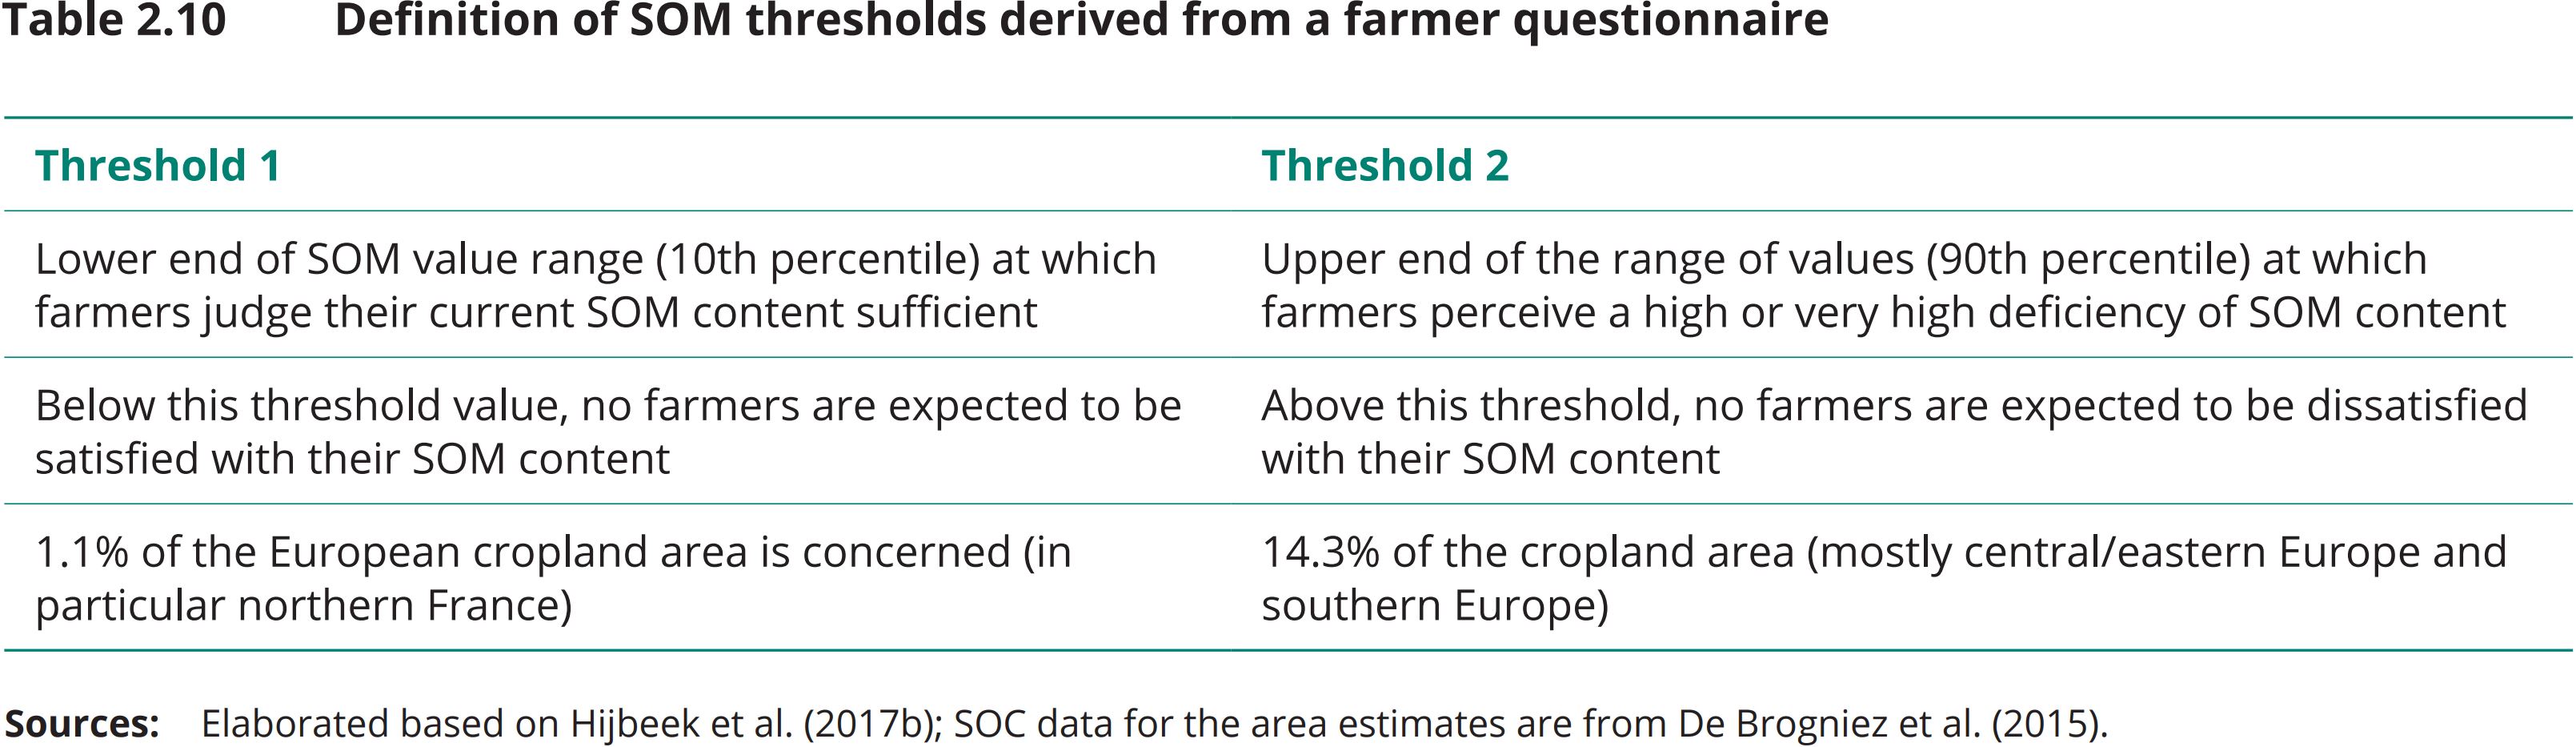 Table 2.10 Definition of SOM thresholds derived from a farmer questionnaire
Threshold 1
Threshold 2
Lower end of SOM value range (10th percentile) at which
farmers judge their current SOM content sufficient
Upper end of the range of values (90th percentile) at which
farmers perceive a high or very high deficiency of SOM content
Below this threshold value, no farmers are expected to be
satisfied with their SOM content
Above this threshold, no farmers are expected to be dissatisfied
with their SOM content
1.1% of the European cropland area is concerned (in
particular northern France)
14.3% of the cropland area (mostly central/eastern Europe and
southern Europe)
Sources: Elaborated based on Hijbeek et al. (2017b); SOC data for the area estimates are from De Brogniez et al. (2015).